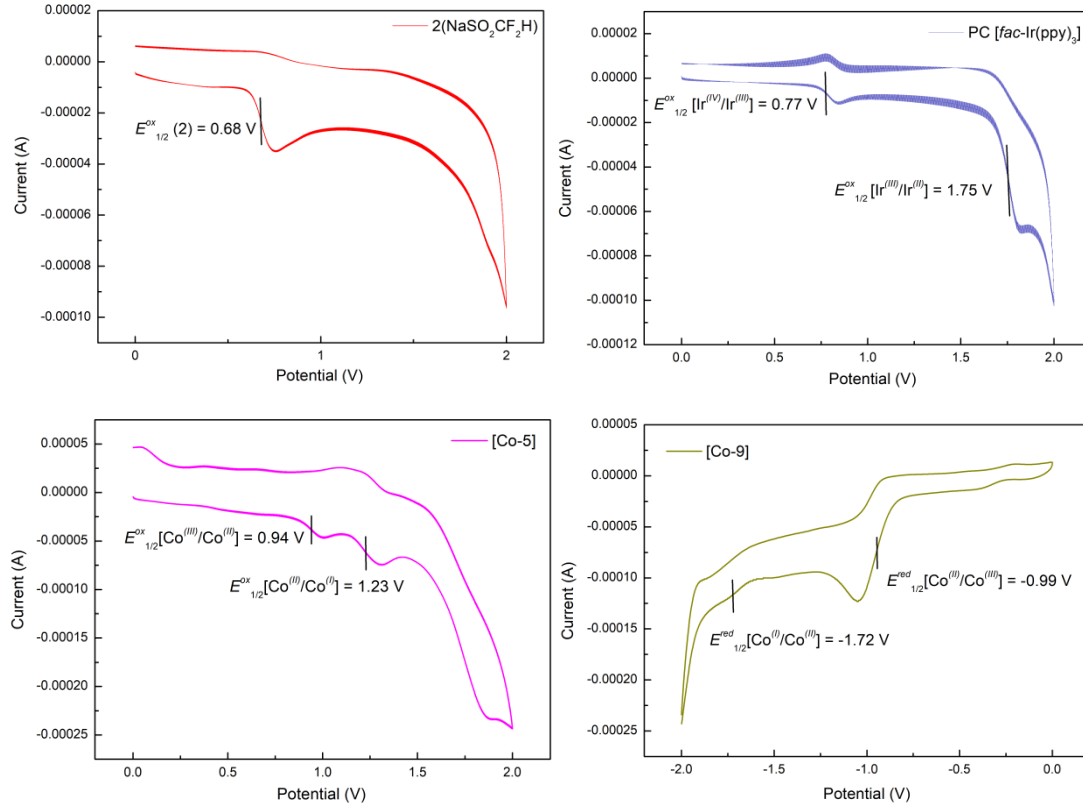 2(NaSO₂CF₂H)
0.00002
0.00000
-0.00002
-0.00004
-0.00006
-0.00008
-0.00010
Current (A)
E^ox_1/2 (2) = 0.68 V
0
1
2
Potential (V)
PC [fac-Ir(ppy)₃]
0.00002
0.00000
-0.00002
-0.00004
-0.00006
-0.00008
-0.00010
-0.00012
Current (A)
E^ox_1/2 [Ir^(IV)/Ir^(III)] = 0.77 V
E^ox_1/2 [Ir^(III)/Ir^(II)] = 1.75 V
0.0
0.5
1.0
1.5
2.0
Potential (V)
[Co-5]
0.00005
0.00000
-0.00005
-0.00010
-0.00015
-0.00020
-0.00025
Current (A)
E^ox_1/2[Co^(III)/Co^(II)] = 0.94 V
E^ox_1/2[Co^(II)/Co^(I)] = 1.23 V
0.0
0.5
1.0
1.5
2.0
Potential (V)
[Co-9]
0.00005
0.00000
-0.00005
-0.00010
-0.00015
-0.00020
-0.00025
Current (A)
E^red_1/2[Co^(II)/Co^(III)] = -0.99 V
E^red_1/2[Co^(I)/Co^(II)] = -1.72 V
-2.0
-1.5
-1.0
-0.5
0.0
Potential (V)